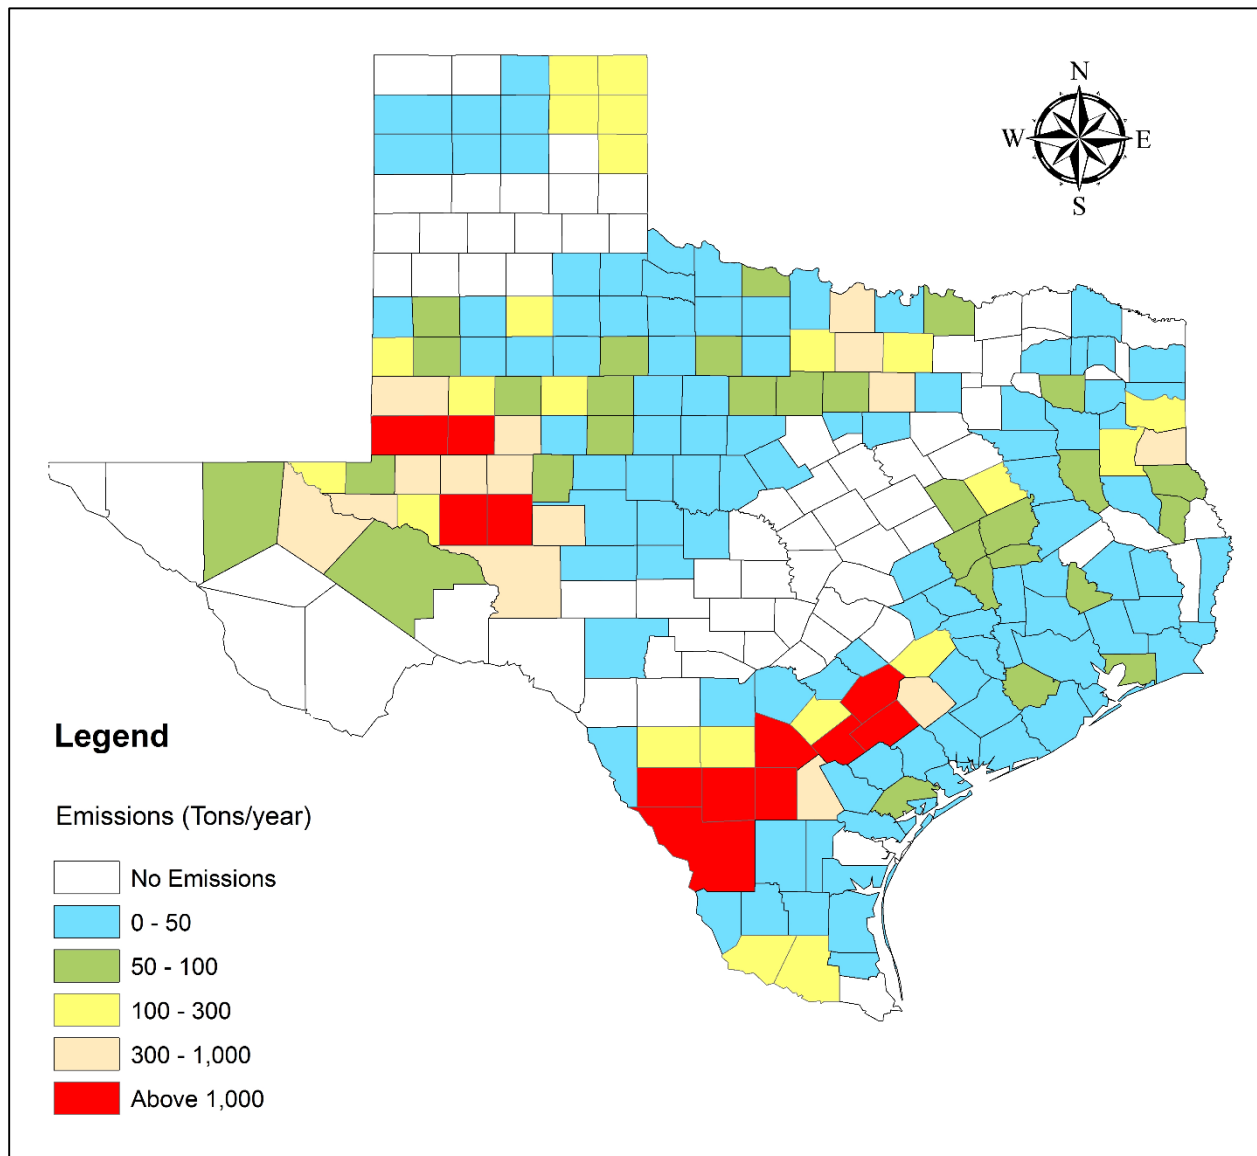 N
W E
S
Legend
Emissions (Tons/year)
No Emissions
0 - 50
50 - 100
100 - 300
300 - 1,000
Above 1,000